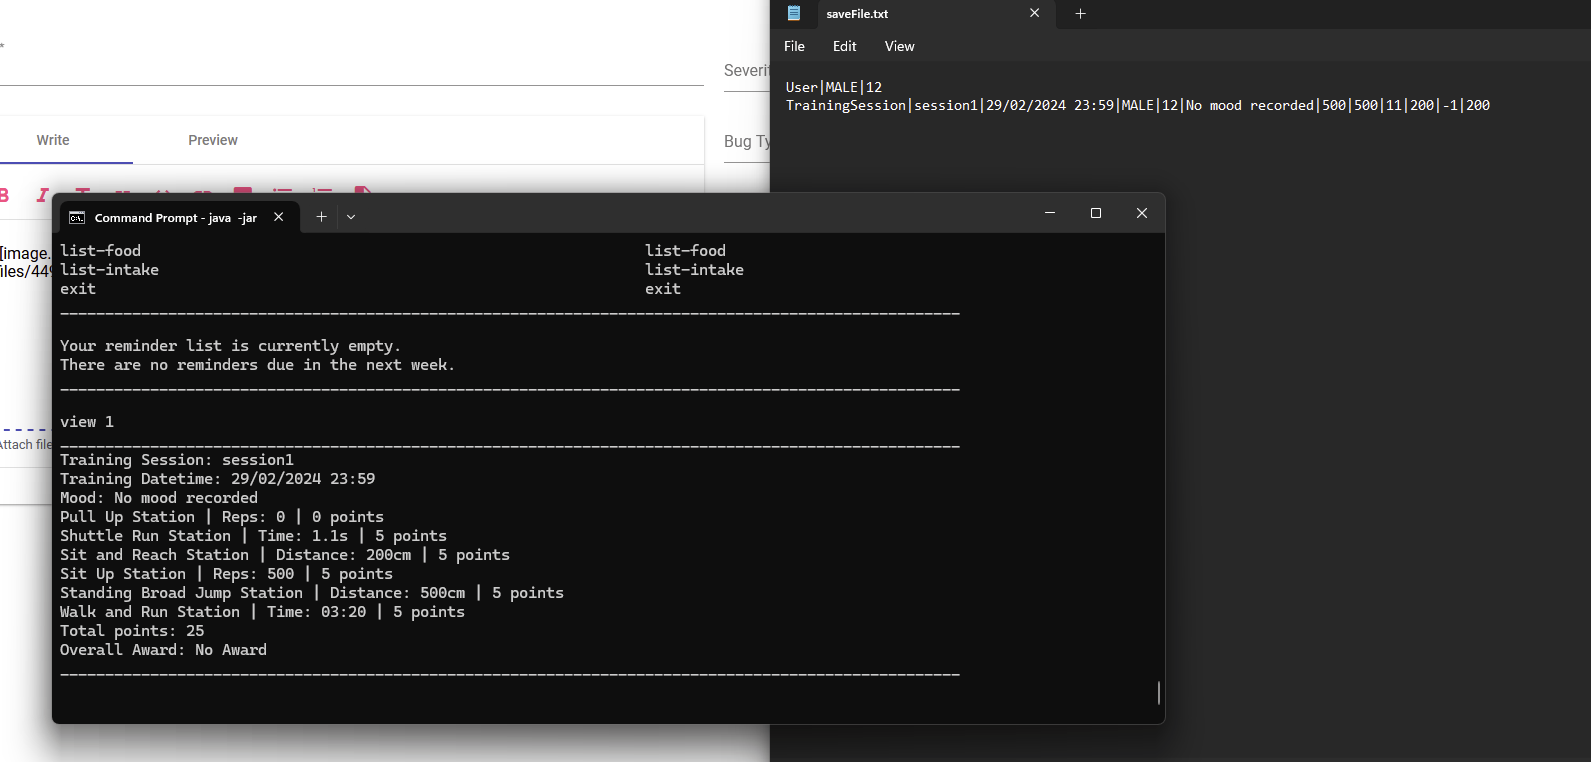 *
Severi
Write Preview
Bug Ty
B I
[image.
iles/449
Attach file
saveFile.txt
File Edit View
User|MALE|12
TrainingSession|session1|29/02/2024 23:59|MALE|12|No mood recorded|500|500|11|200|-1|200
Command Prompt - java -jar
list-food list-food
list-intake list-intake
exit exit
Your reminder list is currently empty.
There are no reminders due in the next week.
view 1
Training Session: session1
Training Datetime: 29/02/2024 23:59
Mood: No mood recorded
Pull Up Station | Reps: 0 | 0 points
Shuttle Run Station | Time: 1.1s | 5 points
Sit and Reach Station | Distance: 200cm | 5 points
Sit Up Station | Reps: 500 | 5 points
Standing Broad Jump Station | Distance: 500cm | 5 points
Walk and Run Station | Time: 03:20 | 5 points
Total points: 25
Overall Award: No Award